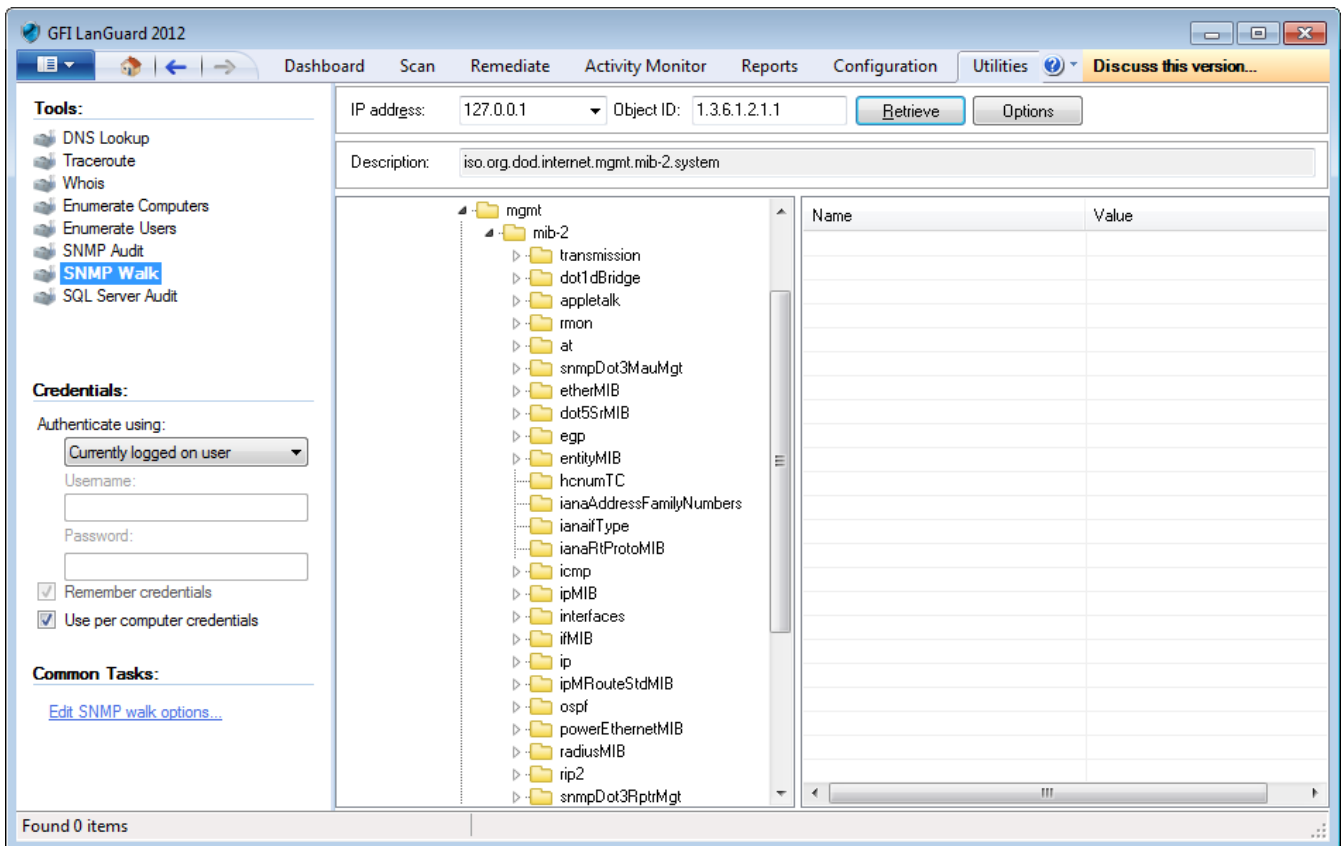 GFI LanGuard 2012
Dashboard Scan Remediate Activity Monitor Reports Configuration Utilities Discuss this version...
Tools:
DNS Lookup
Traceroute
Whois
Enumerate Computers
Enumerate Users
SNMP Audit
SNMP Walk
SQL Server Audit
Credentials:
Authenticate using:
Currently logged on user
Username:
Password:
Remember credentials
Use per computer credentials
Common Tasks:
Edit SNMP walk options...
IP address: 127.0.0.1 Object ID: 1.3.6.1.2.1.1 Retrieve Options
Description: iso.org.dod.internet.mgmt.mib-2.system
mgmt
mib-2
transmission
dot1dBridge
appletalk
rmon
at
snmpDot3MauMgt
etherMIB
dot5SrMIB
egp
entityMIB
hcnumTC
ianaAddressFamilyNumbers
ianaifType
ianaRtProtoMIB
icmp
ipMIB
interfaces
ifMIB
ip
ipMRouteStdMIB
ospf
powerEthernetMIB
radiusMIB
rip2
snmpDot3RptrMgt
Name Value
Found 0 items